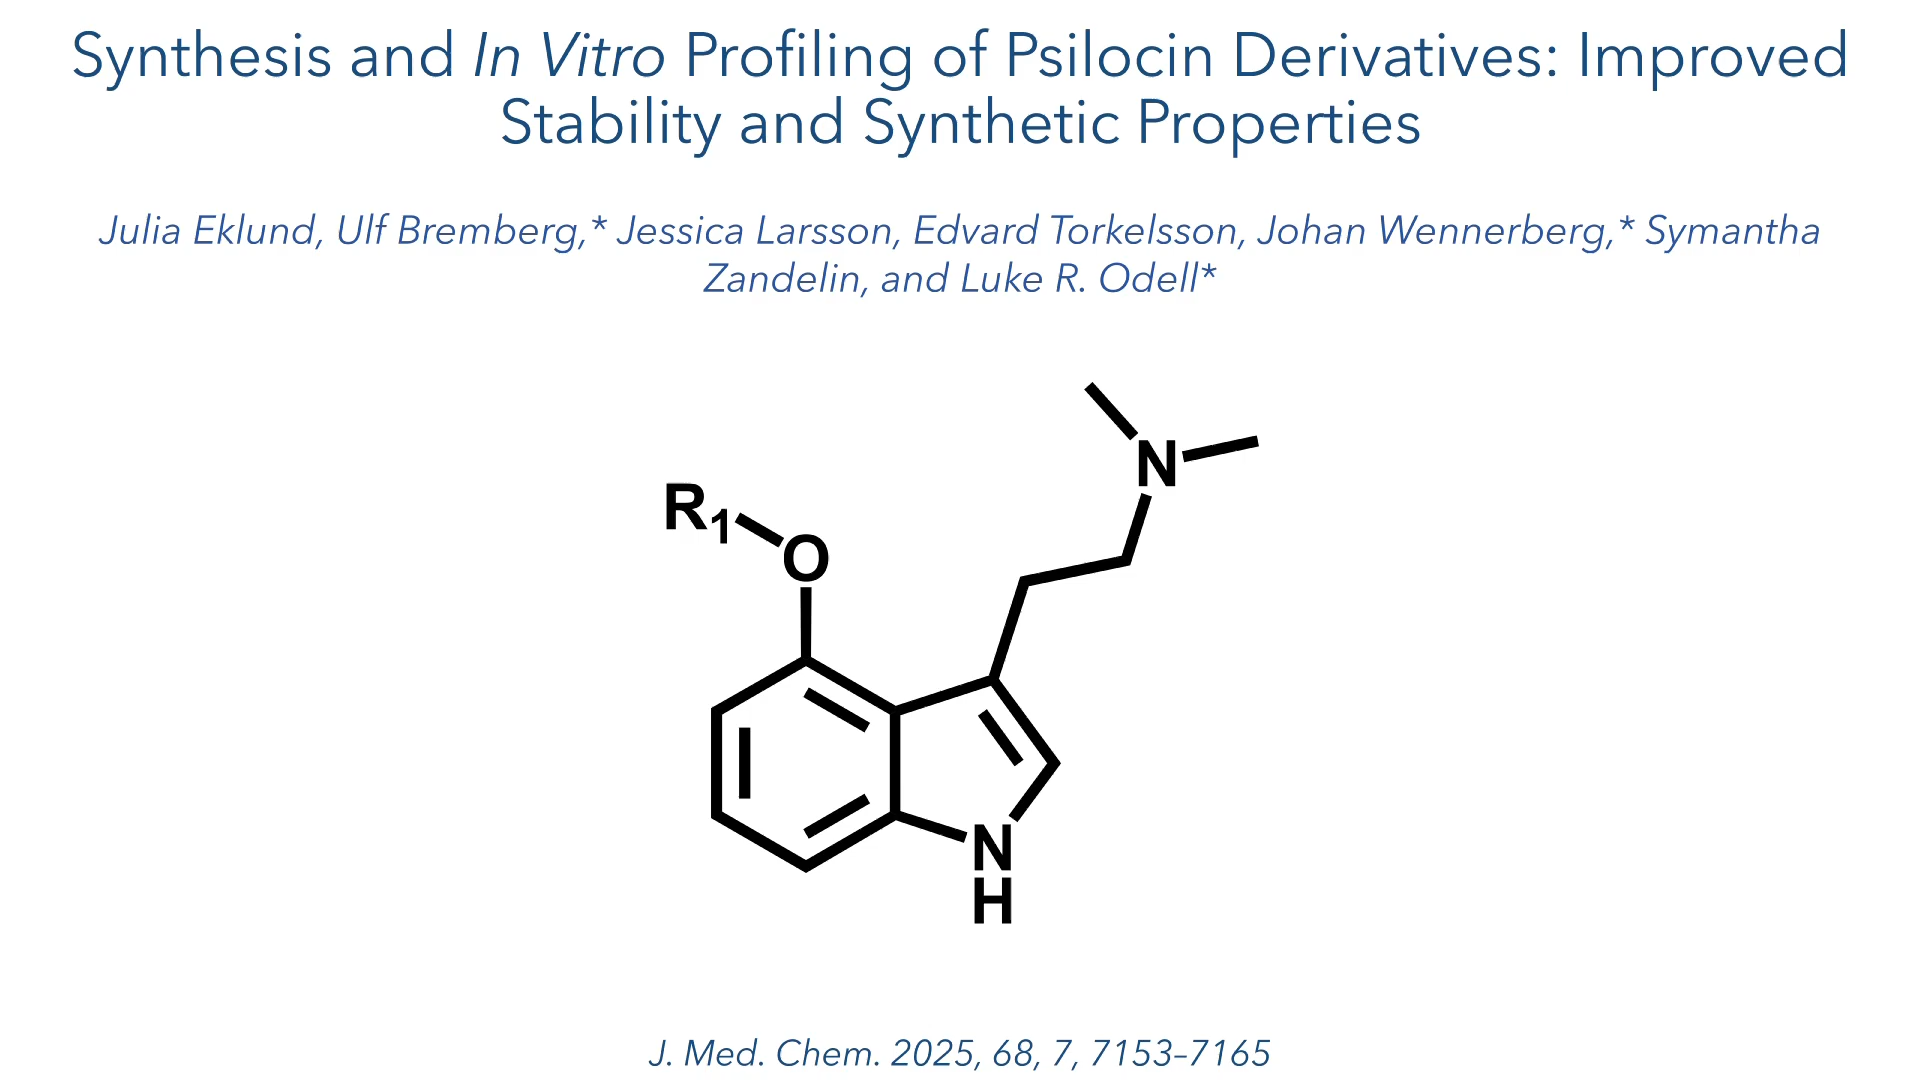 Synthesis and In Vitro Profiling of Psilocin Derivatives: Improved
Stability and Synthetic Properties
Julia Eklund, Ulf Bremberg,* Jessica Larsson, Edvard Torkelsson, Johan Wennerberg,* Symantha
Zandelin, and Luke R. Odell*
N
R1
O
N
H
J. Med. Chem. 2025, 68, 7, 7153–7165